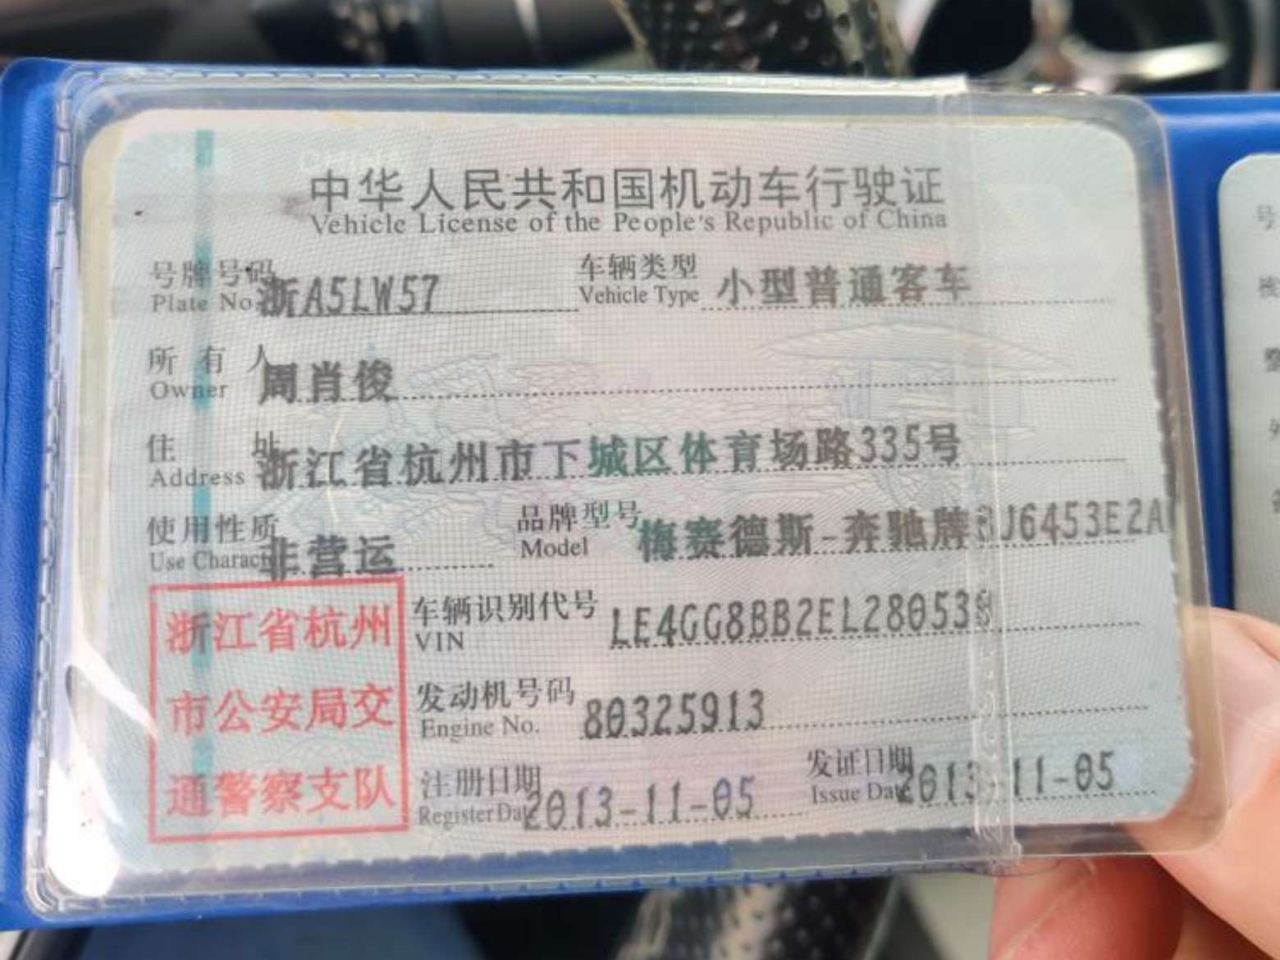 中华人民共和国机动车行驶证
Vehicle License of the People's Republic of China
号牌号码 浙A5LW57 车辆类型 小型普通客车
Plate No. Vehicle Type
所有人 周肖俊
Owner
住址 浙江省杭州市下城区体育场路335号
Address
使用性质 非营运 品牌型号 梅赛德斯-奔驰牌BJ6453E2A
Use Charact Model
浙江省杭州
市公安局交
通警察支队
车辆识别代号 LE4GG8BB2EL280538
VIN
发动机号码 80325913
Engine No.
注册日期 2013-11-05 发证日期 2013-11-05
Register Da Issue Date
号